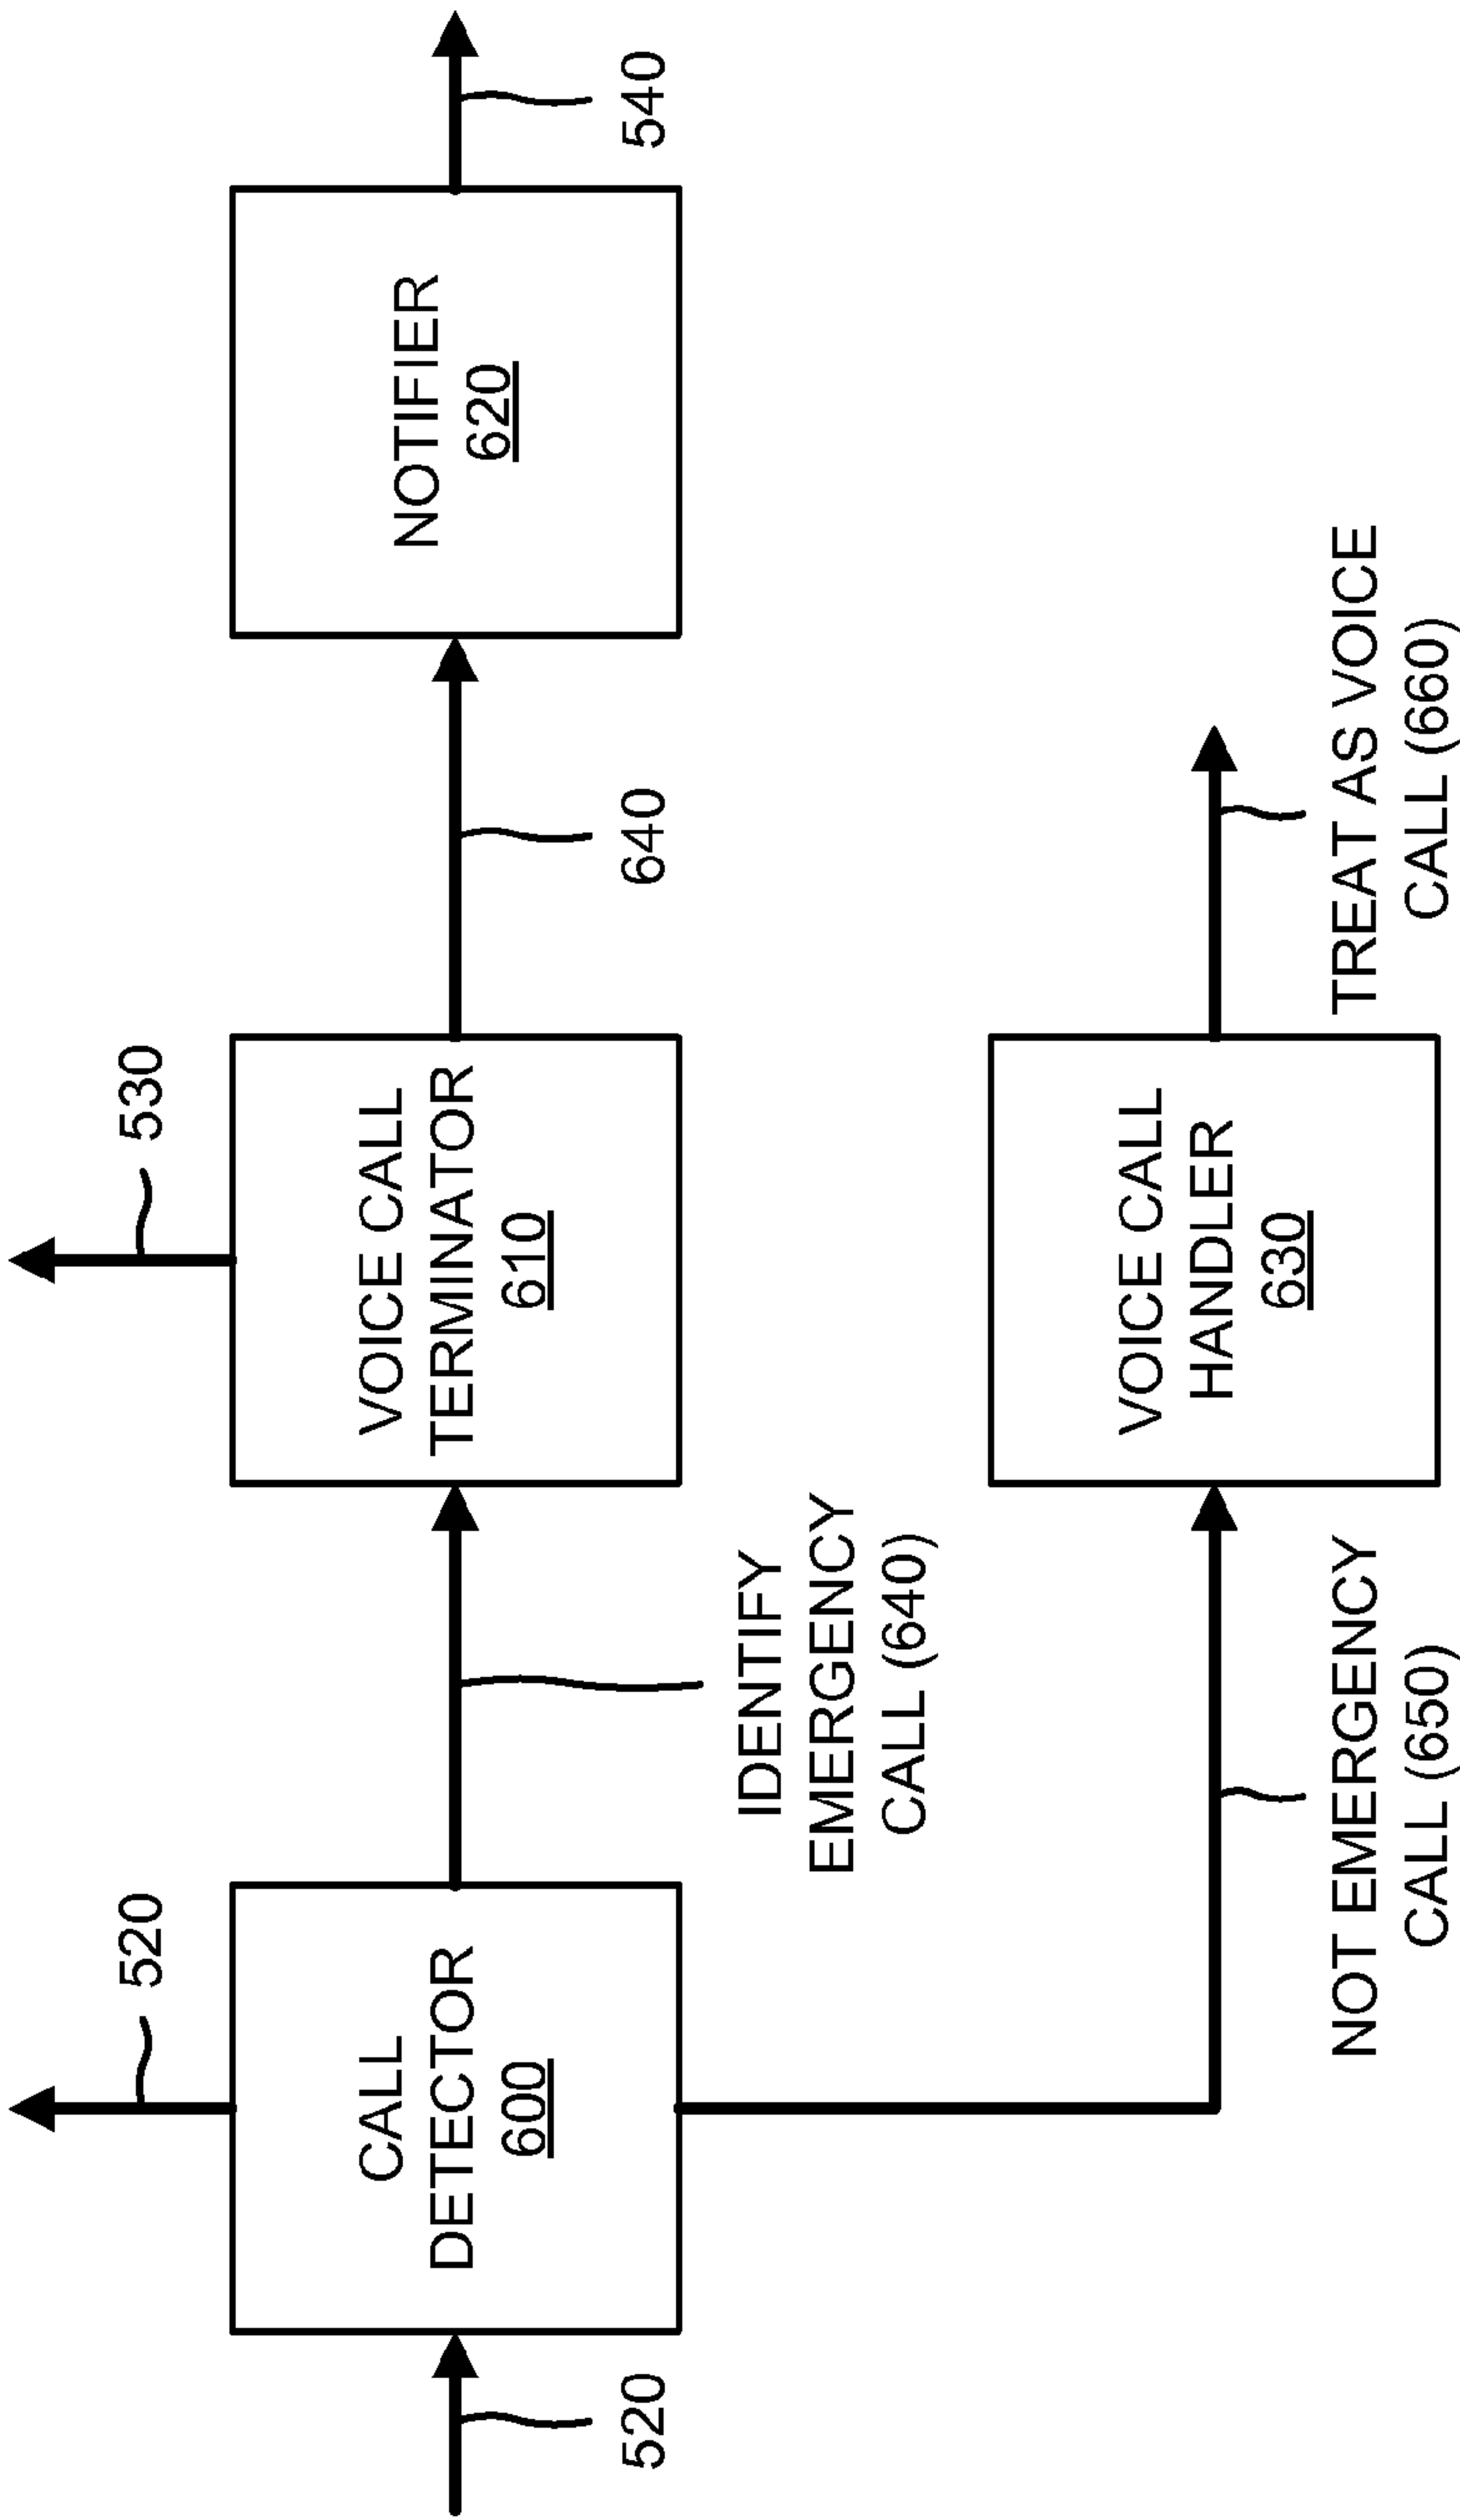 520
530
520
CALL
DETECTOR
600
VOICE CALL
TERMINATOR
610
NOTIFIER
620
640
540
IDENTIFY
EMERGENCY
CALL (640)
VOICE CALL
HANDLER
630
NOT EMERGENCY
CALL (650)
TREAT AS VOICE
CALL (660)
520